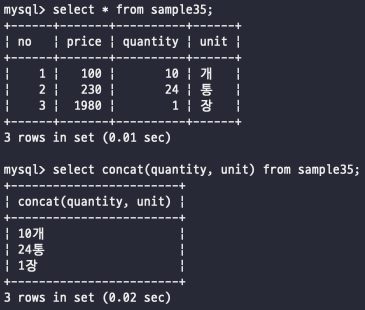 mysql> select * from sample35;
+------+-------+----------+------+
| no   | price | quantity | unit |
+------+-------+----------+------+
|    1 |   100 |       10 | 개   |
|    2 |   230 |       24 | 통   |
|    3 |  1980 |        1 | 장   |
+------+-------+----------+------+
3 rows in set (0.01 sec)

mysql> select concat(quantity, unit) from sample35;
+------------------------+
| concat(quantity, unit) |
+------------------------+
| 10개                   |
| 24통                   |
| 1장                    |
+------------------------+
3 rows in set (0.02 sec)